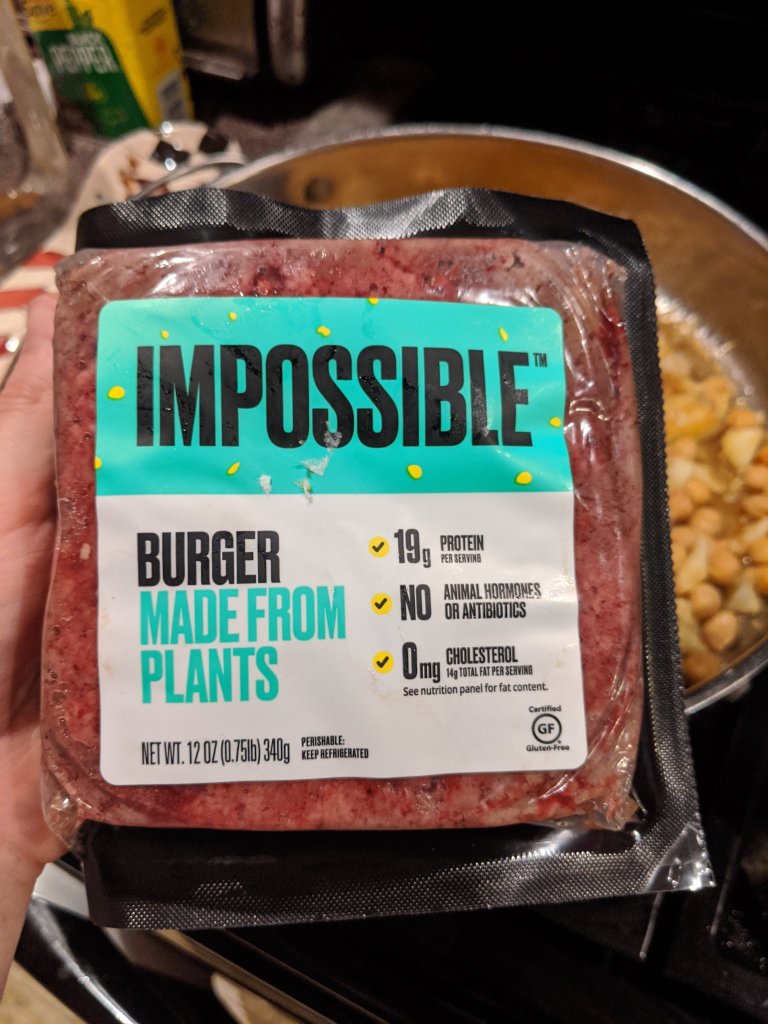 PEPPER
IMPOSSIBLE™
BURGER
MADE FROM
PLANTS
19g PROTEIN
PER SERVING
NO ANIMAL HORMONES
OR ANTIBIOTICS
0mg CHOLESTEROL
14g TOTAL FAT PER SERVING
See nutrition panel for fat content.
NET WT. 12 OZ (0.75lb) 340g
PERISHABLE:
KEEP REFRIGERATED
Certified
GF
Gluten-Free